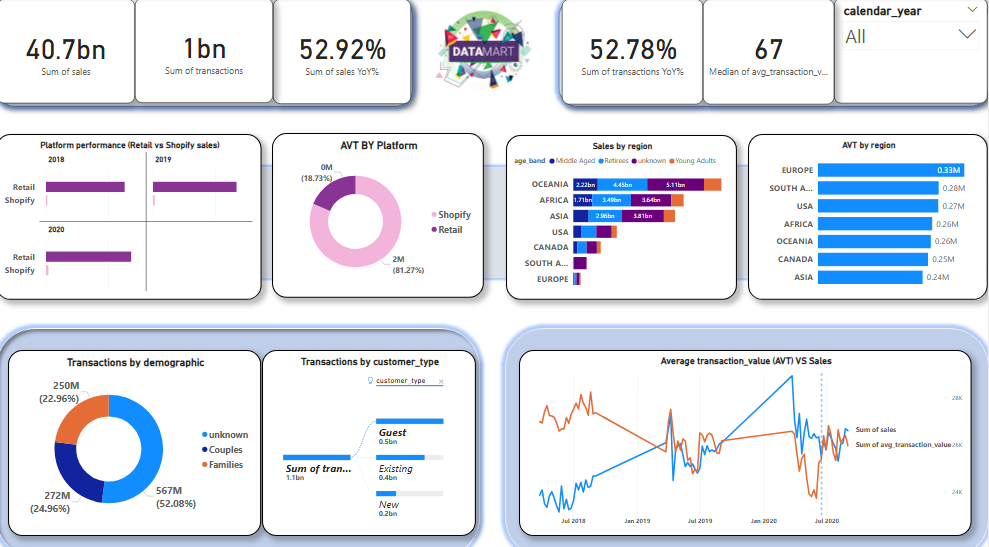 40.7bn
Sum of sales
1bn
Sum of transactions
52.92%
Sum of sales YoY%
DATAMART
52.78%
Sum of transactions YoY%
67
Median of avg_transaction_v...
calendar_year
All
Platform performance (Retail vs Shopify sales)
2018
2019
Retail
Shopify
2020
Retail
Shopify
AVT BY Platform
0M
(18.73%)
2M
(81.27%)
Shopify
Retail
Sales by region
age_band Middle Aged Retirees unknown Young Adults
OCEANIA 2.22bn 4.45bn 5.11bn
AFRICA 1.71bn 3.49bn 3.64bn
ASIA 2.96bn 3.81bn
USA
CANADA
SOUTH A...
EUROPE
AVT by region
EUROPE 0.33M
SOUTH A... 0.28M
USA 0.27M
AFRICA 0.26M
OCEANIA 0.26M
CANADA 0.25M
ASIA 0.24M
Transactions by demographic
250M
(22.96%)
272M
(24.96%)
567M
(52.08%)
unknown
Couples
Families
Transactions by customer_type
customer_type
Sum of tran...
1.1bn
Guest
0.5bn
Existing
0.4bn
New
0.2bn
Average transaction_value (AVT) VS Sales
28K
26K
24K
Sum of sales
Sum of avg_transaction_value
Jul 2018
Jan 2019
Jul 2019
Jan 2020
Jul 2020